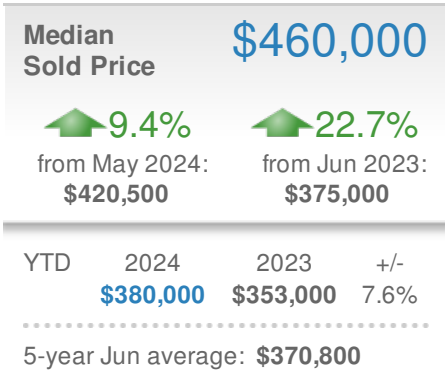 Median
Sold Price
$460,000
9.4%
from May 2024:
$420,500
22.7%
from Jun 2023:
$375,000
YTD 2024 2023 +/-
$380,000 $353,000 7.6%
5-year Jun average: $370,800